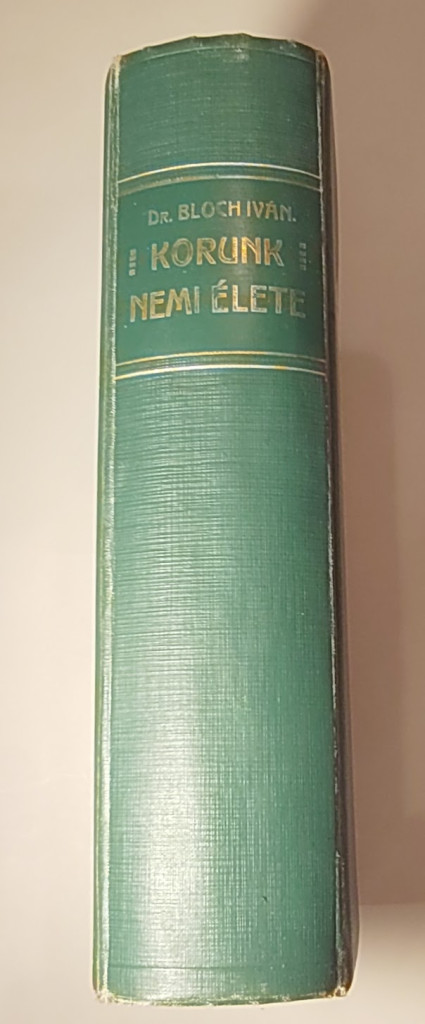 DR. BLOCH IVÁN.
KORUNK
NEMI ÉLETE